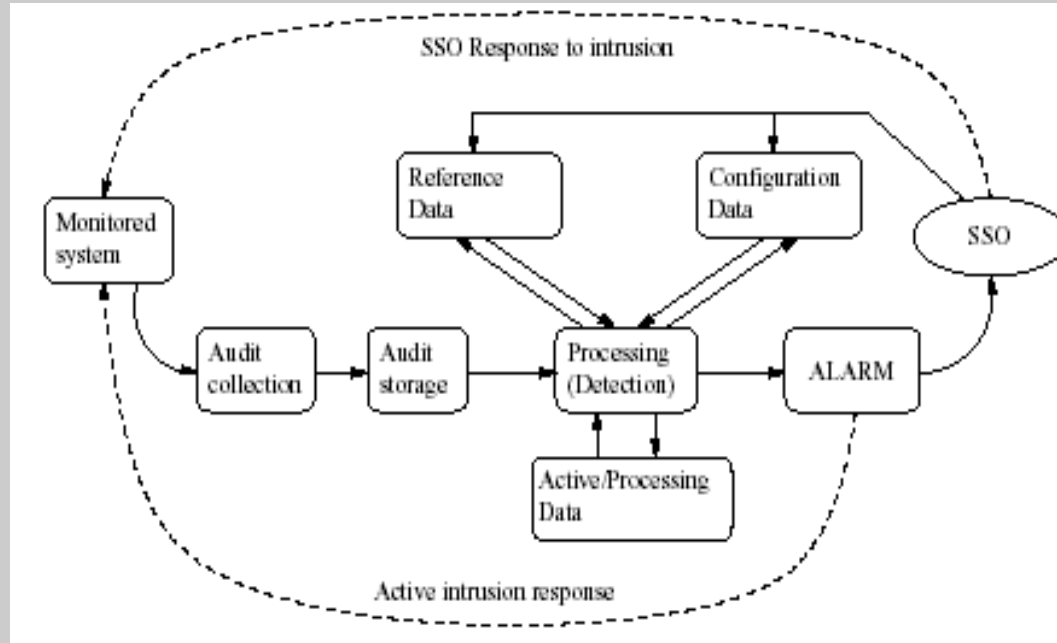 SSO Response to intrusion
Reference
Data
Configuration
Data
Monitored
system
SSO
Audit
collection
Audit
storage
Processing
(Detection)
ALARM
Active/Processing
Data
Active intrusion response